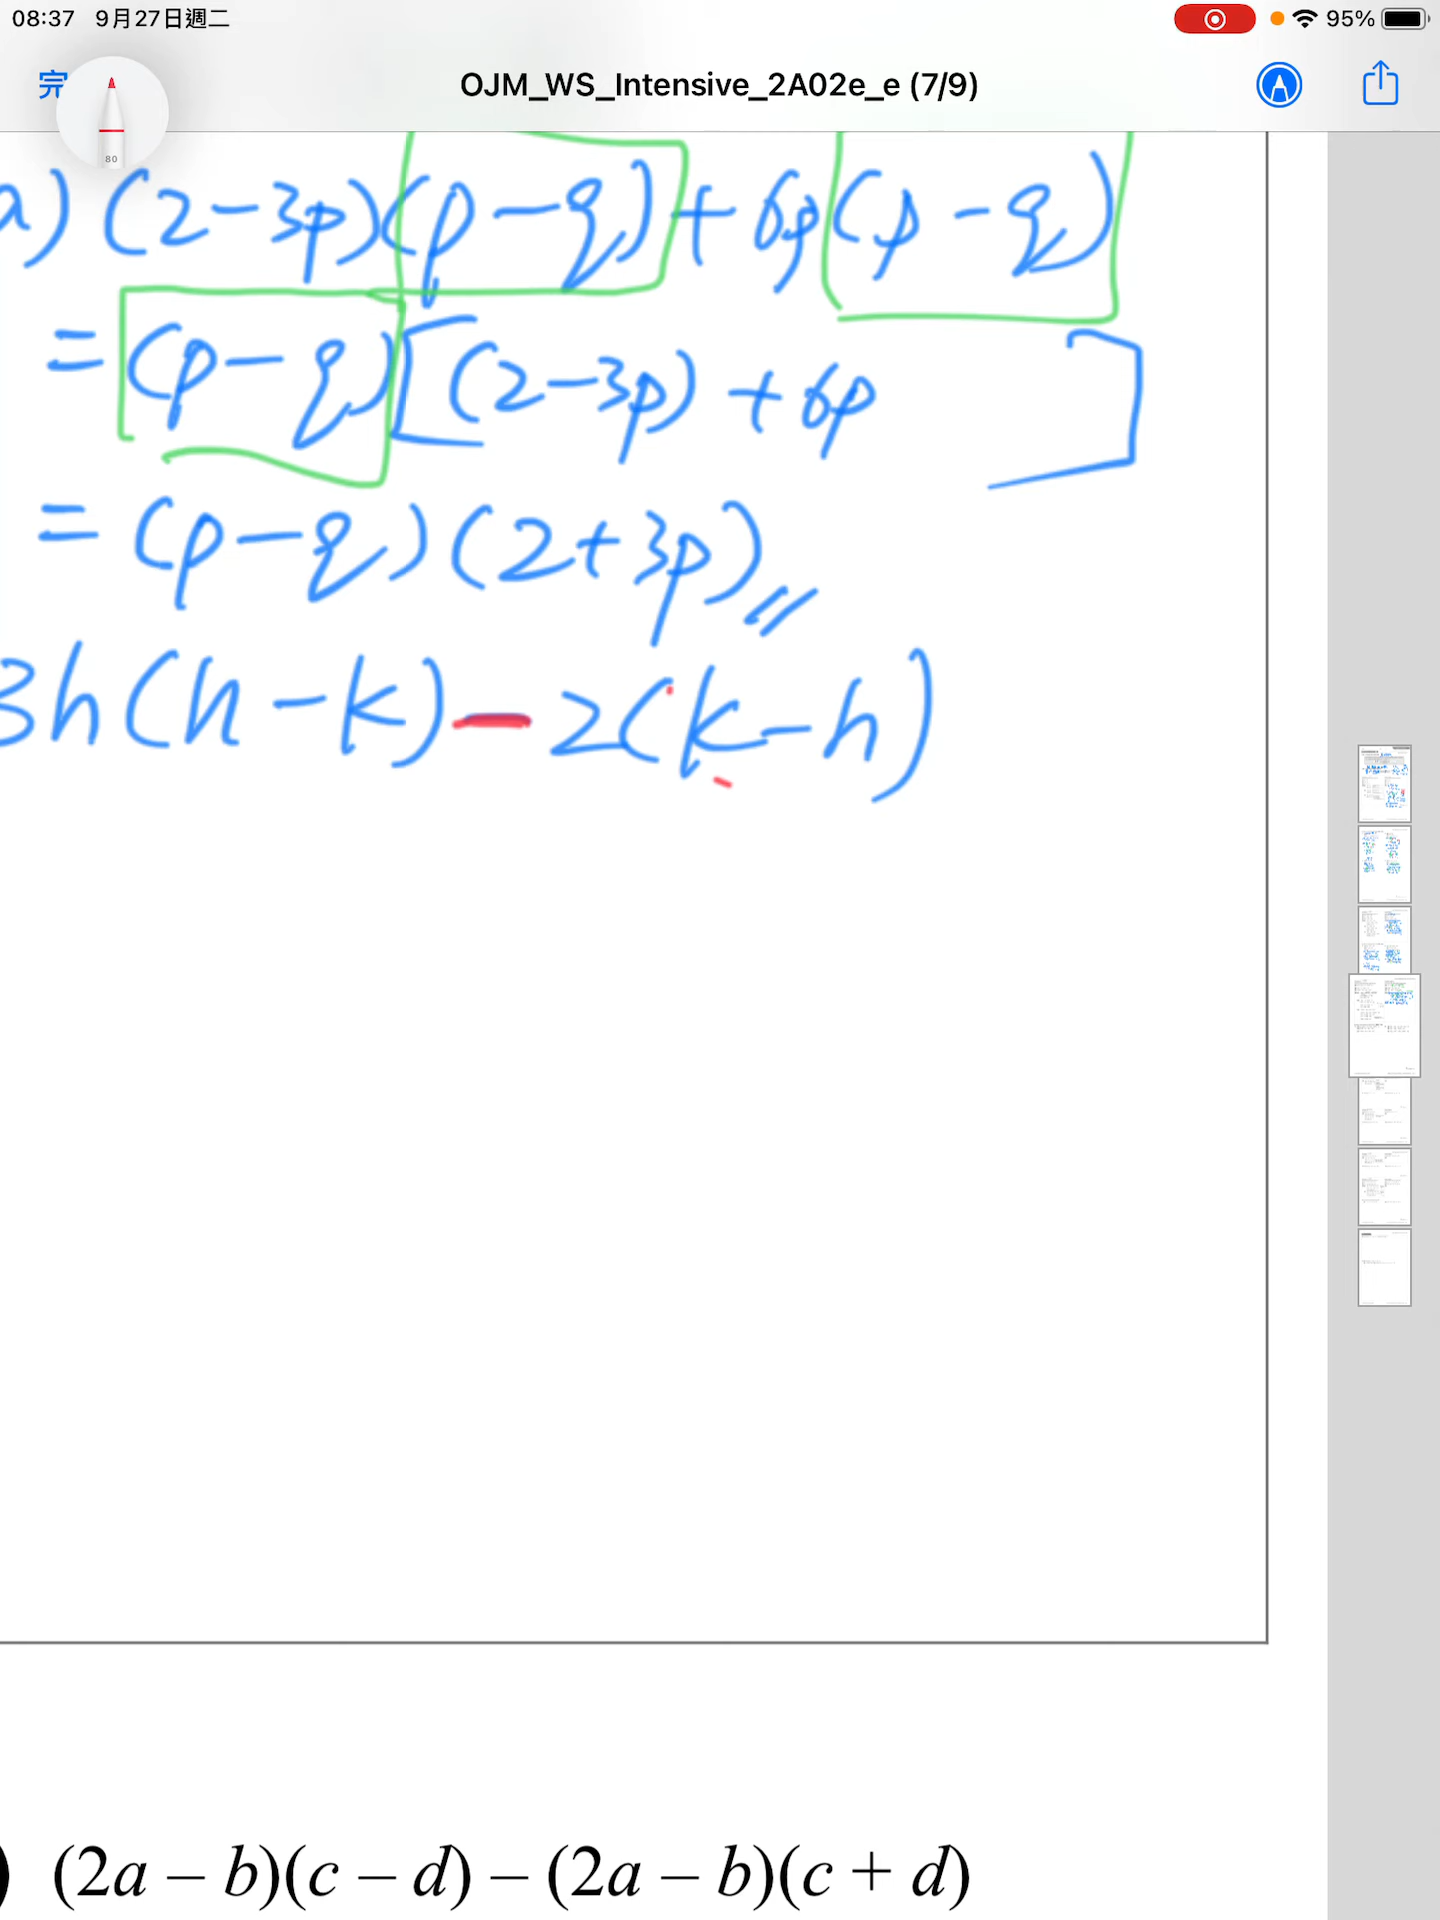 08:37 9月27日週二 95%
完 OJM_WS_Intensive_2A02e_e (7/9)
80
a) (2-3p)(p-q)+6p(p-q)
=(p-q)[(2-3p)+6p ]
=(p-q)(2+3p)//
3h(h-k)-2(k-h)
) (2a – b)(c – d) – (2a – b)(c + d)